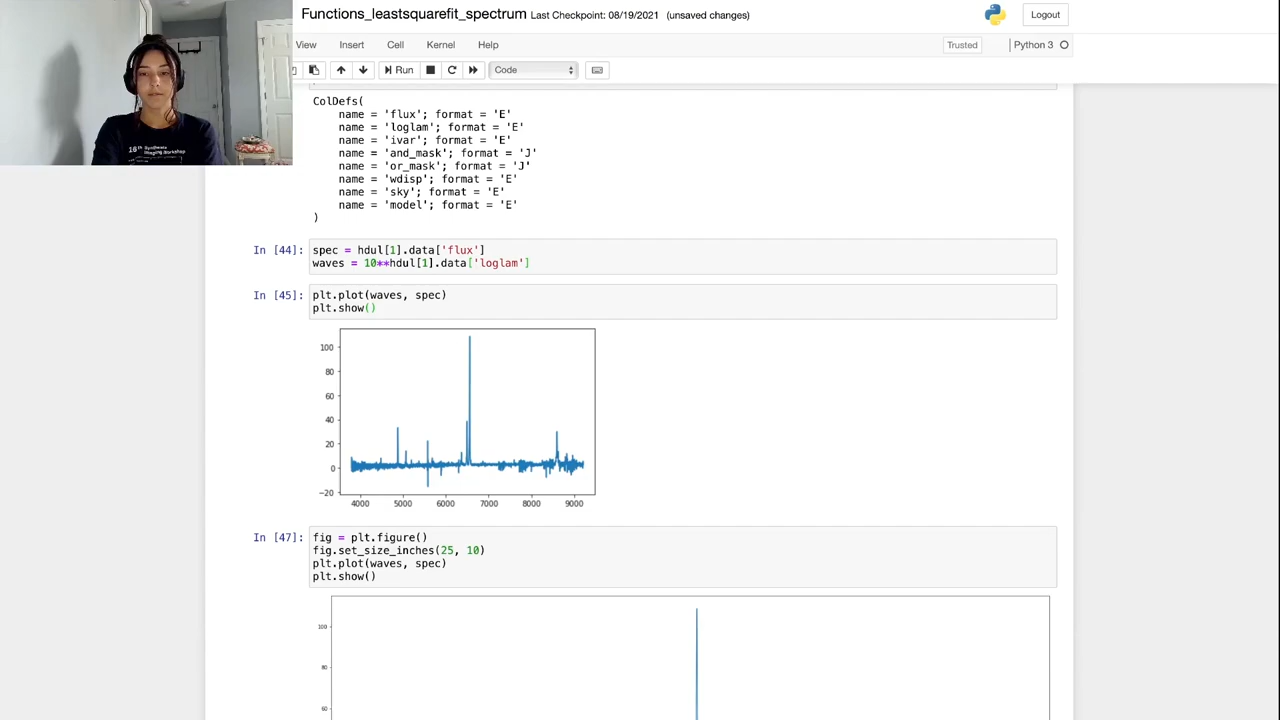 Functions_leastsquarefit_spectrum Last Checkpoint: 08/19/2021 (unsaved changes)
Logout
View Insert Cell Kernel Help
Trusted
Python 3
Run
Code
18th Synthesis
Imaging Workshop
ColDefs(
name = 'flux'; format = 'E'
name = 'loglam'; format = 'E'
name = 'ivar'; format = 'E'
name = 'and_mask'; format = 'J'
name = 'or_mask'; format = 'J'
name = 'wdisp'; format = 'E'
name = 'sky'; format = 'E'
name = 'model'; format = 'E'
)
In [44]:
spec = hdul[1].data['flux']
waves = 10**hdul[1].data['loglam']
In [45]:
plt.plot(waves, spec)
plt.show()
100
80
60
40
20
0
−20
4000 5000 6000 7000 8000 9000
In [47]:
fig = plt.figure()
fig.set_size_inches(25, 10)
plt.plot(waves, spec)
plt.show()
100
80
60